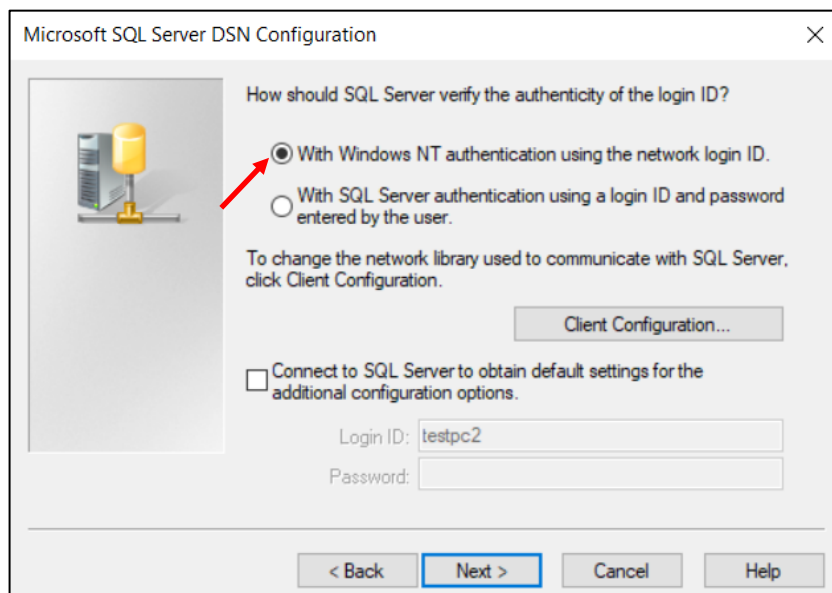 Microsoft SQL Server DSN Configuration
How should SQL Server verify the authenticity of the login ID?
With Windows NT authentication using the network login ID.
With SQL Server authentication using a login ID and password
entered by the user.
To change the network library used to communicate with SQL Server,
click Client Configuration.
Client Configuration...
Connect to SQL Server to obtain default settings for the
additional configuration options.
Login ID: testpc2
Password:
< Back Next > Cancel Help